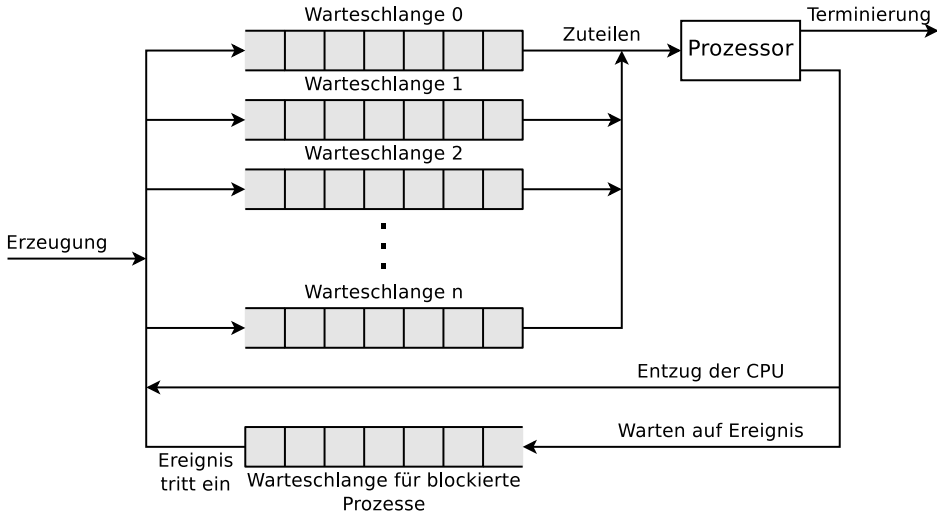 Warteschlange 0
Terminierung
Zuteilen
Prozessor
Warteschlange 1
Warteschlange 2
Erzeugung
Warteschlange n
Entzug der CPU
Warten auf Ereignis
Ereignis
tritt ein
Warteschlange für blockierte
Prozesse